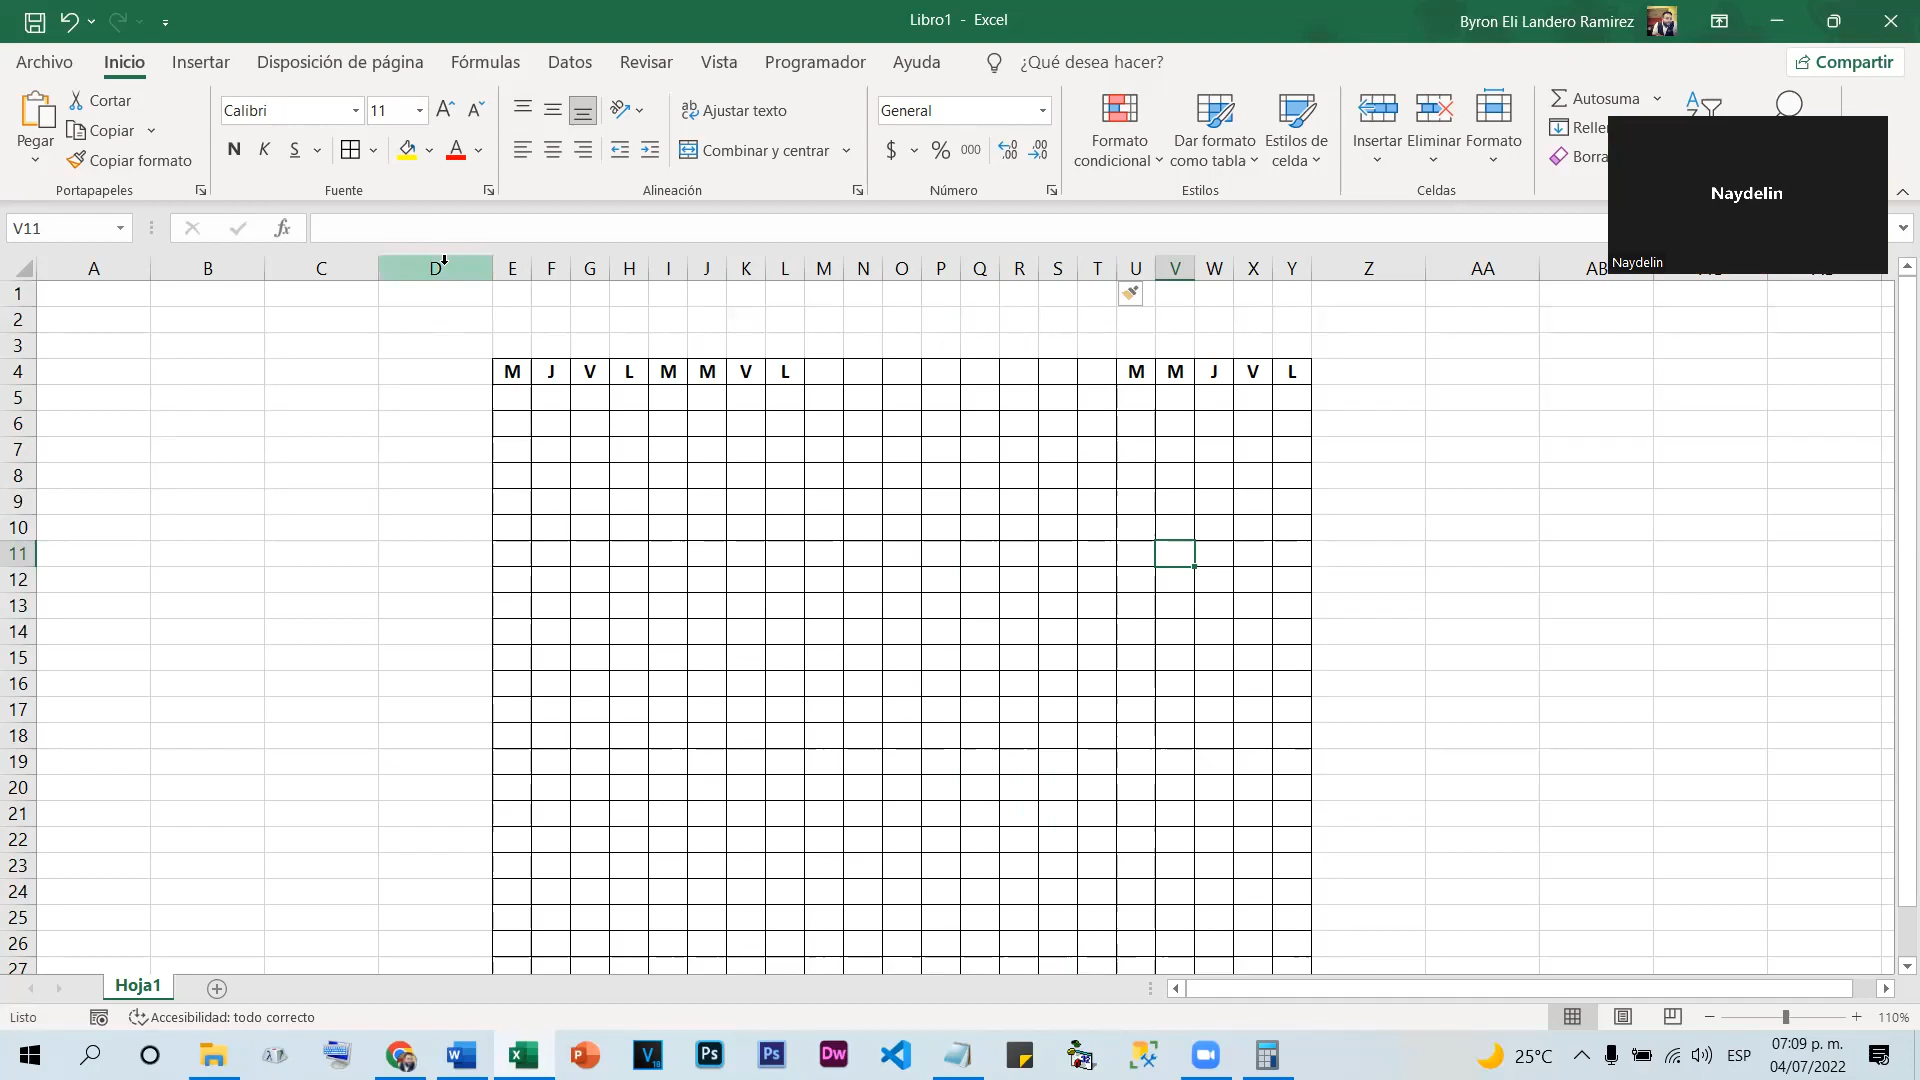 Libro1 - Excel
Byron Eli Landero Ramirez
Archivo Inicio Insertar Disposición de página Fórmulas Datos Revisar Vista Programador Ayuda ¿Qué desea hacer? Compartir
Pegar
Cortar
Copiar
Copiar formato
Portapapeles
Calibri 11
N K S
Fuente
Ajustar texto
Combinar y centrar
Alineación
General
$ % 000
Número
Formato condicional
Dar formato como tabla
Estilos de celda
Estilos
Insertar Eliminar Formato
Celdas
Autosuma
Relle
Borra
Naydelin
Naydelin
V11
fx
A B C D E F G H I J K L M N O P Q R S T U V W X Y Z AA AB
1
2
3
4 M J V L M M V L M M J V L
5
6
7
8
9
10
11
12
13
14
15
16
17
18
19
20
21
22
23
24
25
26
27
Hoja1
Listo
Accesibilidad: todo correcto
110%
25°C
ESP
07:09 p. m.
04/07/2022